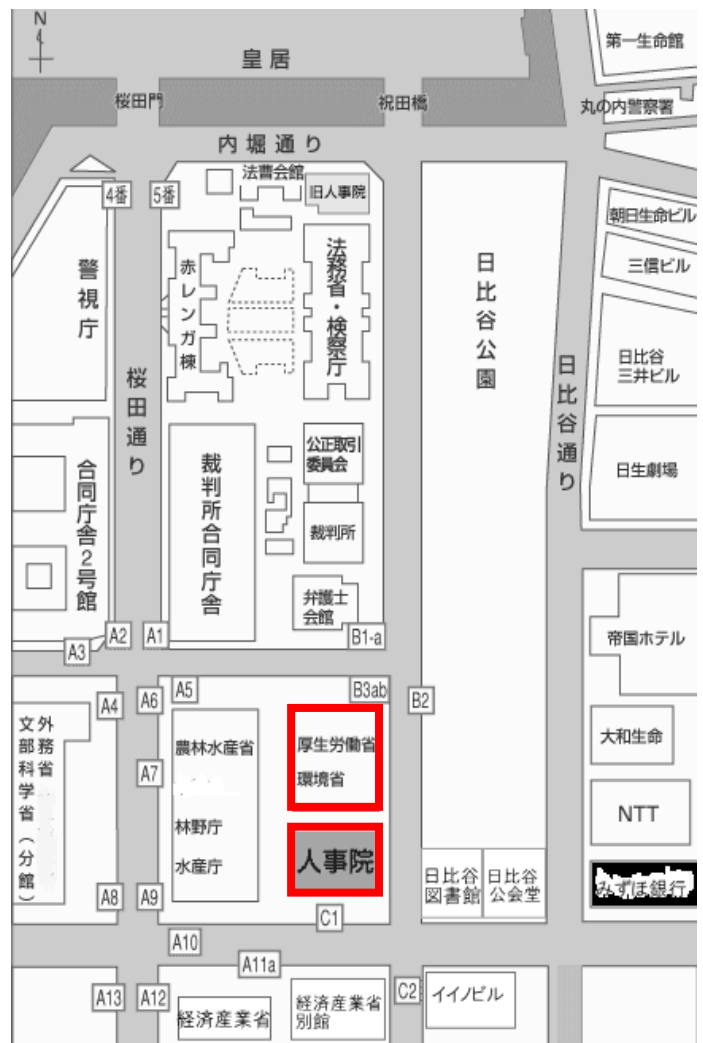 N
皇居
第一生命館
桜田門
祝田橋
丸の内警察署
内堀通り
法曹会館
4番
5番
旧人事院
朝日生命ビル
警視庁
赤レンガ棟
法務省・検察庁
日比谷公園
三信ビル
桜田通り
日比谷通り
日比谷
三井ビル
合同庁舎2号館
裁判所合同庁舎
公正取引
委員会
日生劇場
裁判所
弁護士
会館
A3
A2
A1
B1-a
帝国ホテル
A4
A6
A5
B3ab
B2
外務省
文部科学省(分館)
農林水産省
厚生労働省
大和生命
A7
環境省
林野庁
NTT
水産庁
人事院
日比谷
図書館
日比谷
公会堂
みずほ銀行
A8
A9
C1
A10
A11a
A13
A12
経済産業省
経済産業省
別館
C2
イイノビル